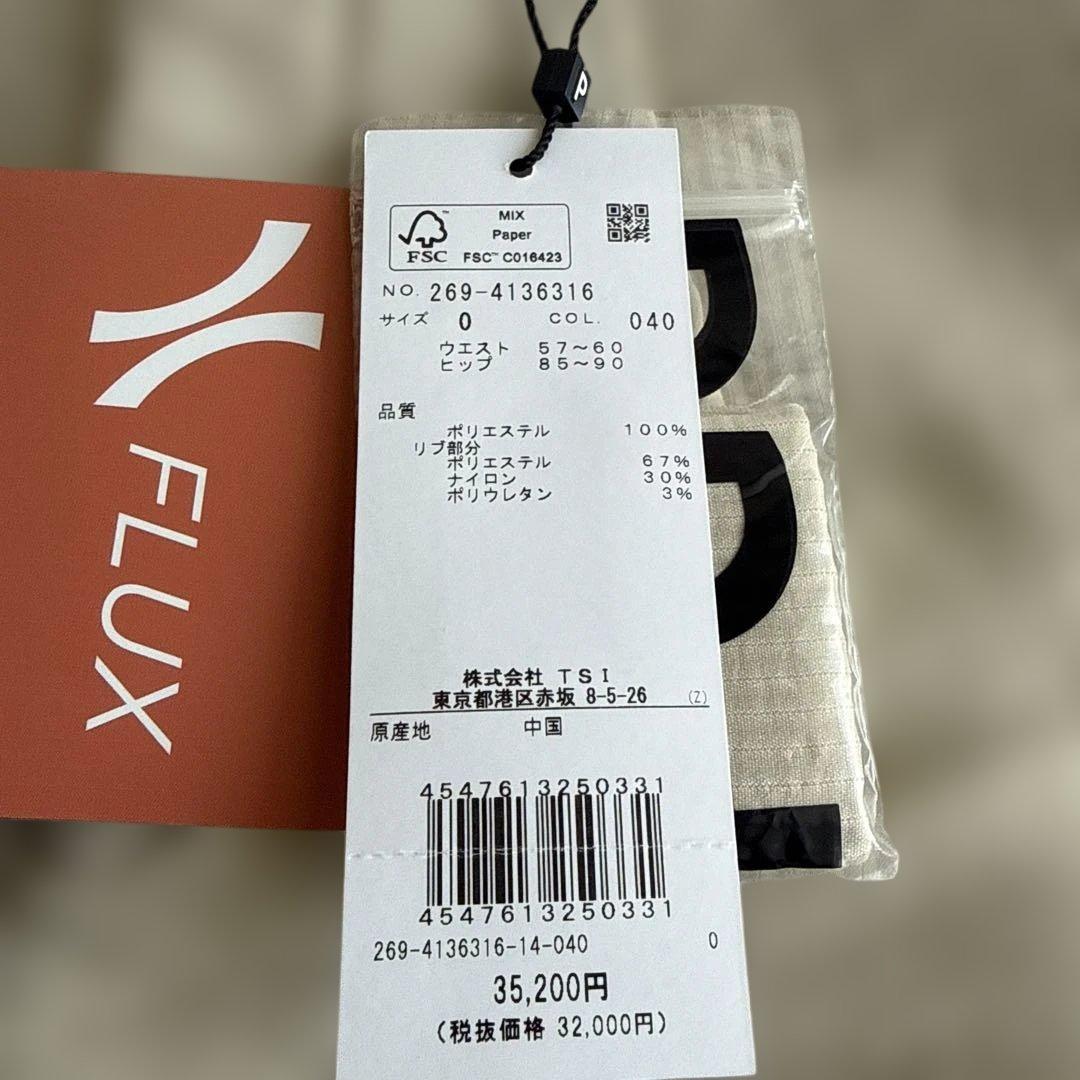 P
MIX
Paper
FSC™ C016423
FSC
NO. 269-4136316
サイズ 0 COL. 040
ウエスト 57～60
ヒップ 85～90
品質
ポリエステル 100%
リブ部分
ポリエステル 67%
ナイロン 30%
ポリウレタン 3%
株式会社 TSI
東京都港区赤坂 8-5-26 (Z)
原産地 中国
4547613250331
4547613250331
269-4136316-14-040 0
35,200円
(税抜価格 32,000円)
FLUX